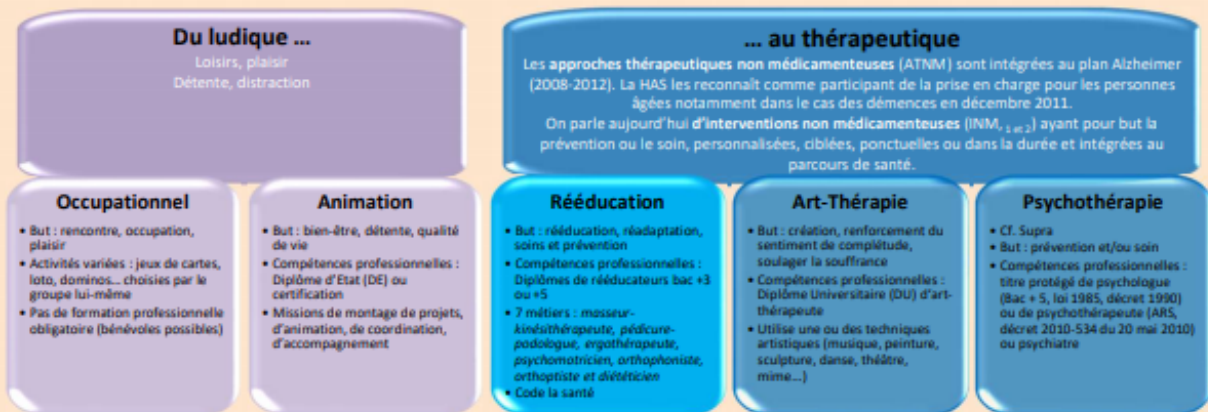 Du ludique ...
Loisirs, plaisir
Détente, distraction
... au thérapeutique
Les approches thérapeutiques non médicamenteuses (ATNM) sont intégrées au plan Alzheimer
(2008-2012). La HAS les reconnaît comme participant de la prise en charge pour les personnes
âgées notamment dans le cas des démences en décembre 2011.
On parle aujourd'hui d'interventions non médicamenteuses (INM, 1 et 2) ayant pour but la
prévention ou le soin, personnalisées, ciblées, ponctuelles ou dans la durée et intégrées au
parcours de santé.
Occupationnel
• But : rencontre, occupation,
plaisir
• Activités variées : jeux de cartes,
loto, dominos... choisies par le
groupe lui-même
• Pas de formation professionnelle
obligatoire (bénévoles possibles)
Animation
• But : bien-être, détente, qualité
de vie
• Compétences professionnelles :
Diplôme d'Etat (DE) ou
certification
• Missions de montage de projets,
d'animation, de coordination,
d'accompagnement
Rééducation
• But : rééducation, réadaptation,
soins et prévention
• Compétences professionnelles :
Diplômes de rééducateurs bac +3
ou +5
• 7 métiers : masseur-
kinésithérapeute, pédicure-
podologue, ergothérapeute,
psychomotricien, orthophoniste,
orthoptiste et diététicien
• Code la santé
Art-Thérapie
• But : création, renforcement du
sentiment de complétude,
soulager la souffrance
• Compétences professionnelles :
Diplôme Universitaire (DU) d'art-
thérapeute
• Utilise une ou des techniques
artistiques (musique, peinture,
sculpture, danse, théâtre,
mime...)
Psychothérapie
• Cf. Supra
• But : prévention et/ou soin
• Compétences professionnelles :
titre protégé de psychologue
(Bac + 5, loi 1985, décret 1990)
ou de psychothérapeute (ARS,
décret 2010-534 du 20 mai 2010)
ou psychiatre